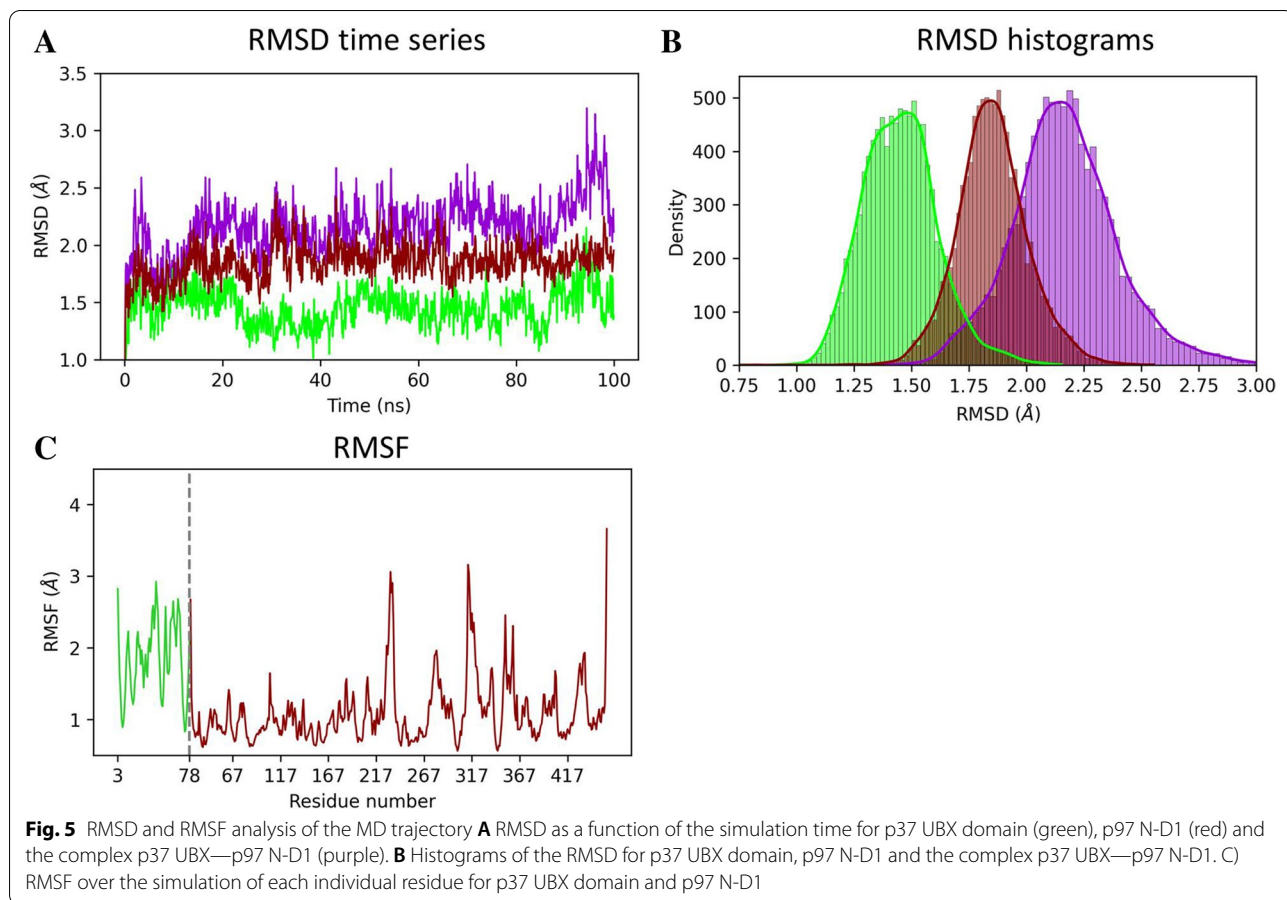 A
RMSD time series
3.5
3.0
2.5
2.0
1.5
1.0
RMSD (Å)
0 20 40 60 80 100
Time (ns)
B
RMSD histograms
500
400
300
200
100
0
Density
0.75 1.00 1.25 1.50 1.75 2.00 2.25 2.50 2.75 3.00
RMSD (Å)
C
RMSF
4
3
2
1
RMSF (Å)
3 78 67 117 167 217 267 317 367 417
Residue number
Fig. 5 RMSD and RMSF analysis of the MD trajectory A RMSD as a function of the simulation time for p37 UBX domain (green), p97 N-D1 (red) and
the complex p37 UBX—p97 N-D1 (purple). B Histograms of the RMSD for p37 UBX domain, p97 N-D1 and the complex p37 UBX—p97 N-D1. C)
RMSF over the simulation of each individual residue for p37 UBX domain and p97 N-D1